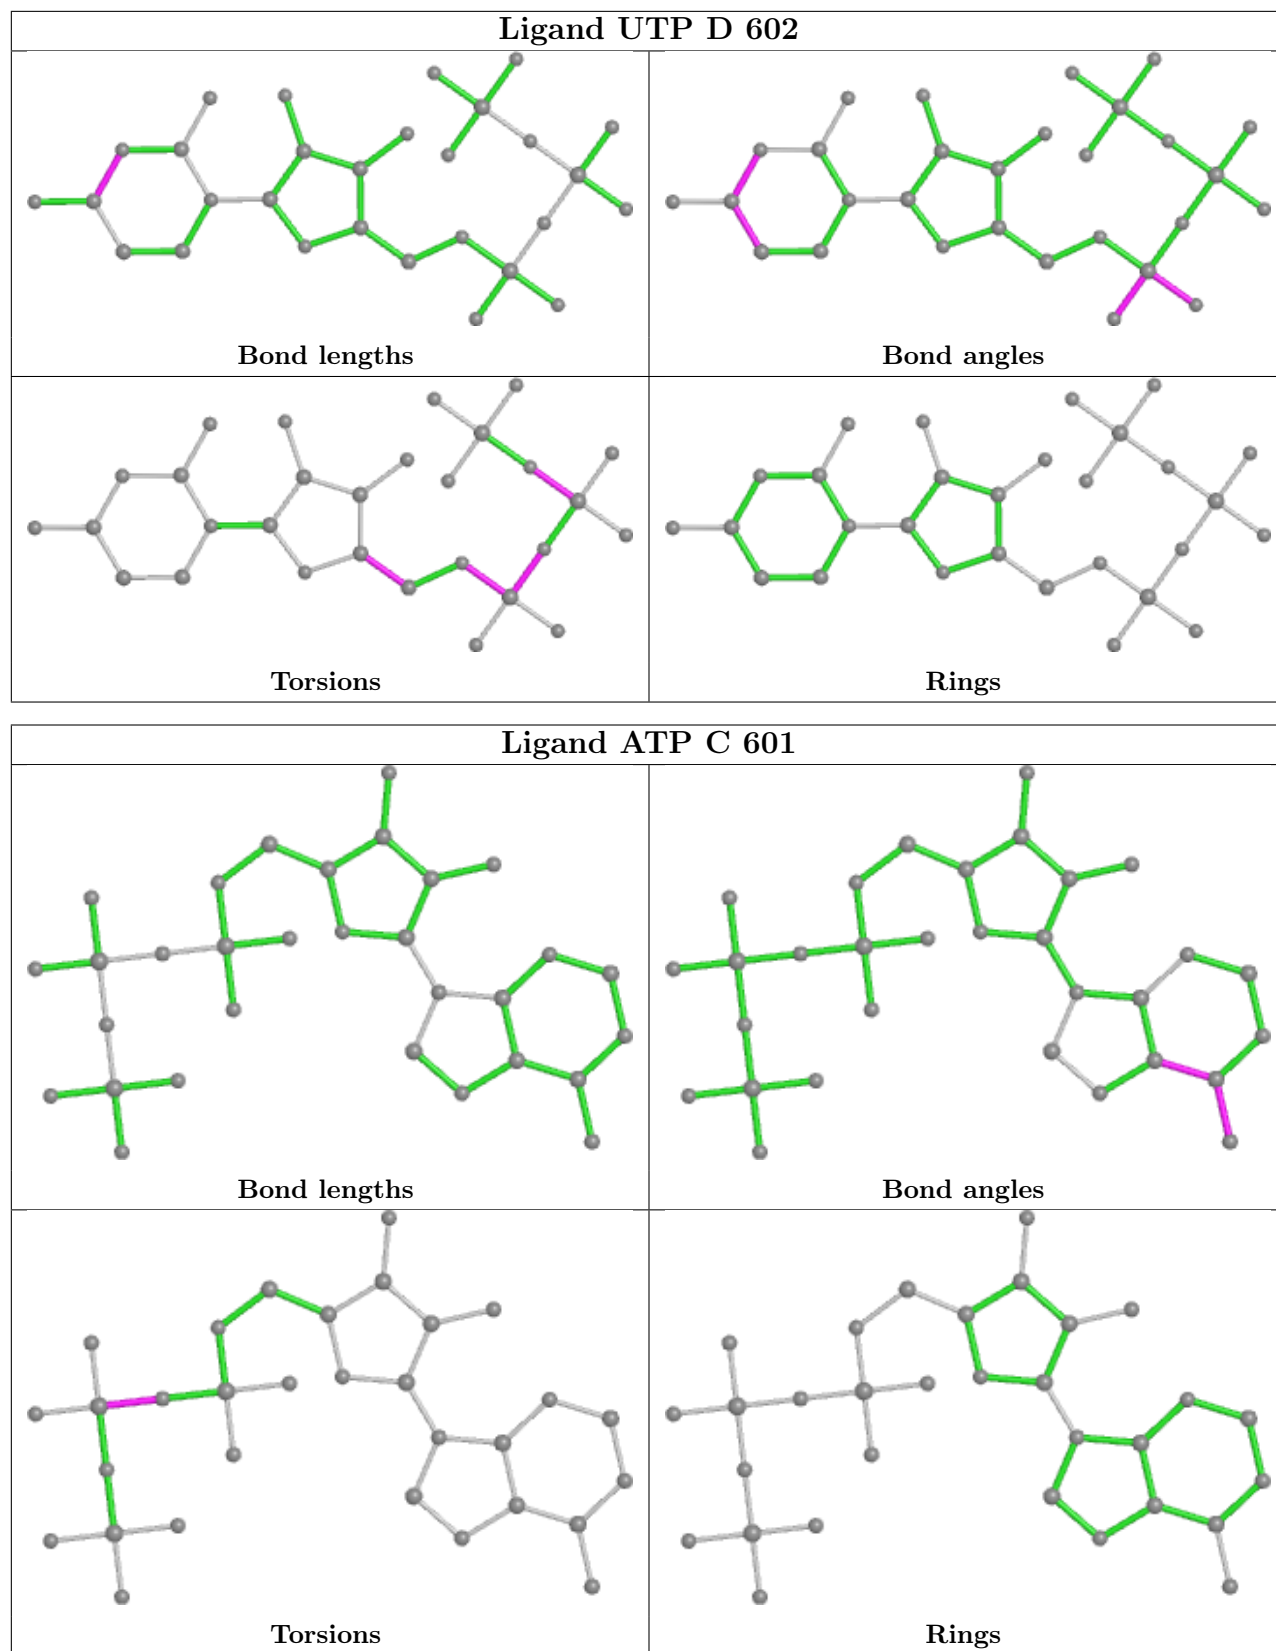 Ligand UTP D 602
Bond lengths
Bond angles
Torsions
Rings
Ligand ATP C 601
Bond lengths
Bond angles
Torsions
Rings